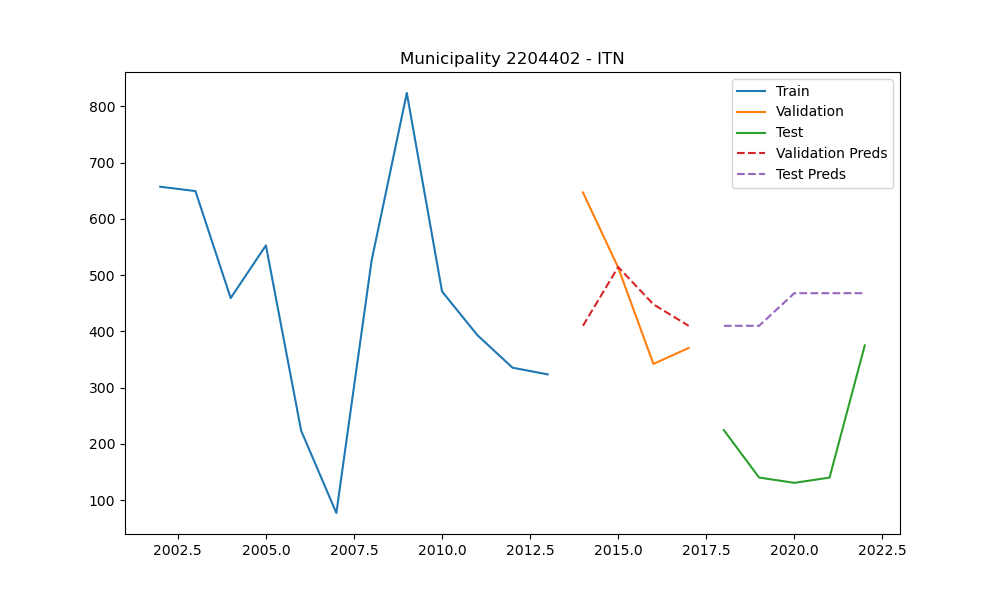 Municipality 2204402 - ITN
Train
Validation
Test
Validation Preds
Test Preds
800
700
600
500
400
300
200
100
2002.5 2005.0 2007.5 2010.0 2012.5 2015.0 2017.5 2020.0 2022.5